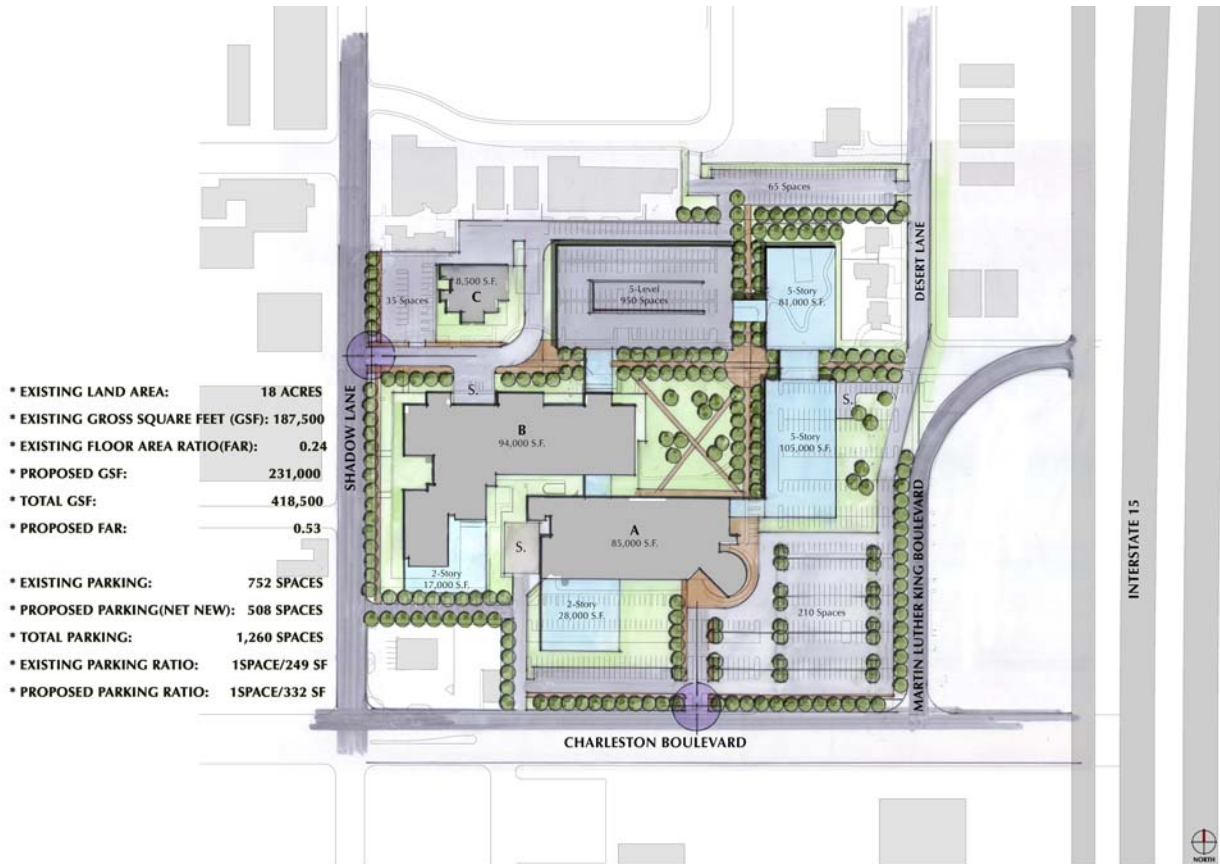 * EXISTING LAND AREA: 18 ACRES
* EXISTING GROSS SQUARE FEET (GSF): 187,500
* EXISTING FLOOR AREA RATIO(FAR): 0.24
* PROPOSED GSF: 231,000
* TOTAL GSF: 418,500
* PROPOSED FAR: 0.53
* EXISTING PARKING: 752 SPACES
* PROPOSED PARKING(NET NEW): 508 SPACES
* TOTAL PARKING: 1,260 SPACES
* EXISTING PARKING RATIO: 1SPACE/249 SF
* PROPOSED PARKING RATIO: 1SPACE/332 SF
SHADOW LANE
65 Spaces
DESERT LANE
8,500 S.F.
C
35 Spaces
5-Level
950 Spaces
5-Story
81,000 S.F.
S.
B
94,000 S.F.
S.
5-Story
105,000 S.F.
A
85,000 S.F.
S.
2-Story
17,000 S.F.
2-Story
28,000 S.F.
210 Spaces
MARTIN LUTHER KING BOULEVARD
INTERSTATE 15
CHARLESTON BOULEVARD
NORTH